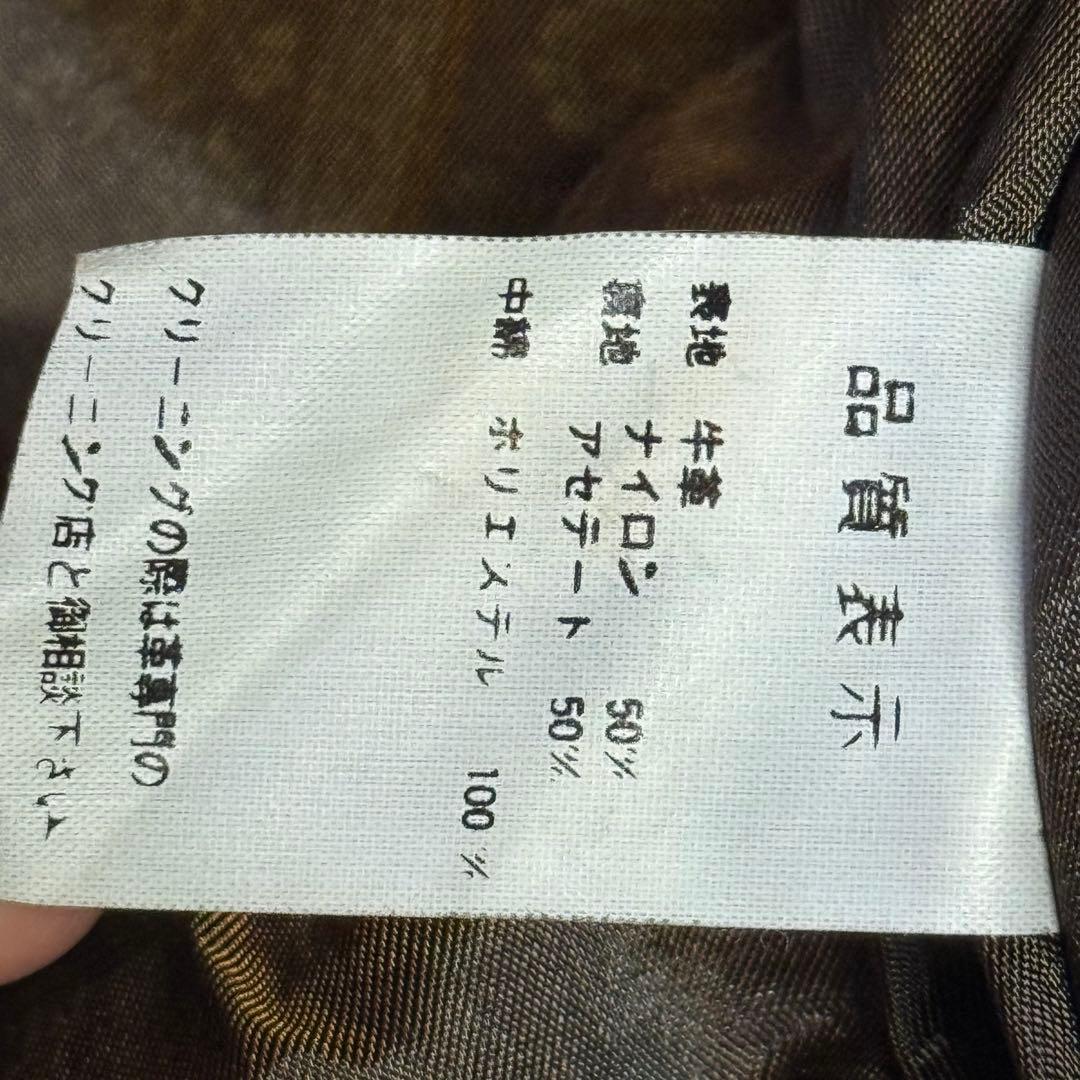 品質表示
表地 牛革
裏地 ナイロン 50%
アセテート 50%
中綿 ポリエステル 100%
クリーニングの際は革専門の
クリーニング店と御相談下さい